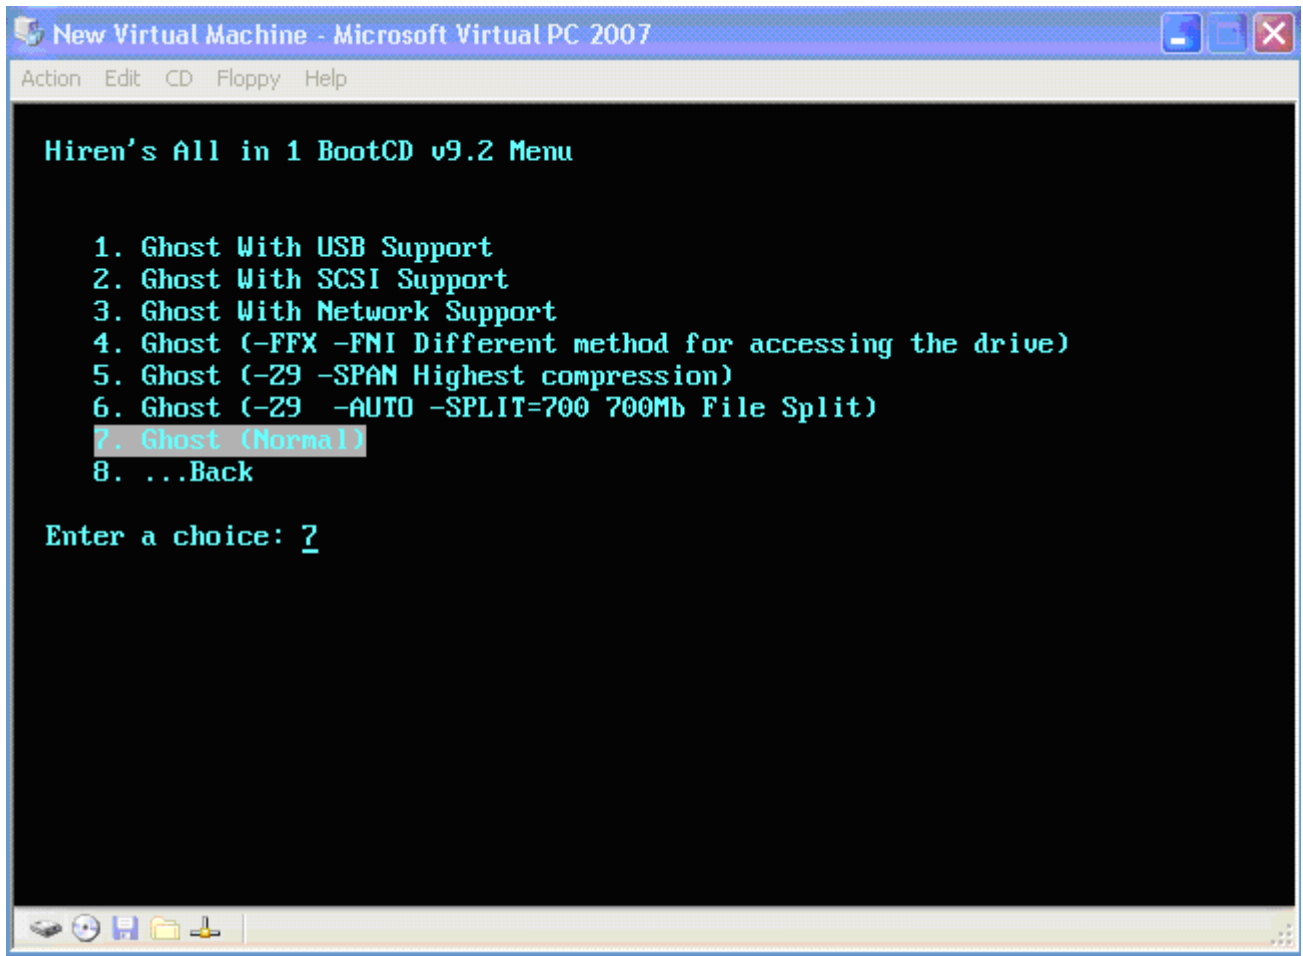 New Virtual Machine - Microsoft Virtual PC 2007
Action Edit CD Floppy Help
Hiren's All in 1 BootCD v9.2 Menu
1. Ghost With USB Support
2. Ghost With SCSI Support
3. Ghost With Network Support
4. Ghost (-FFX -FNI Different method for accessing the drive)
5. Ghost (-Z9 -SPAN Highest compression)
6. Ghost (-Z9  -AUTO -SPLIT=700 700Mb File Split)
7. Ghost (Normal)
8. ...Back
Enter a choice: 7